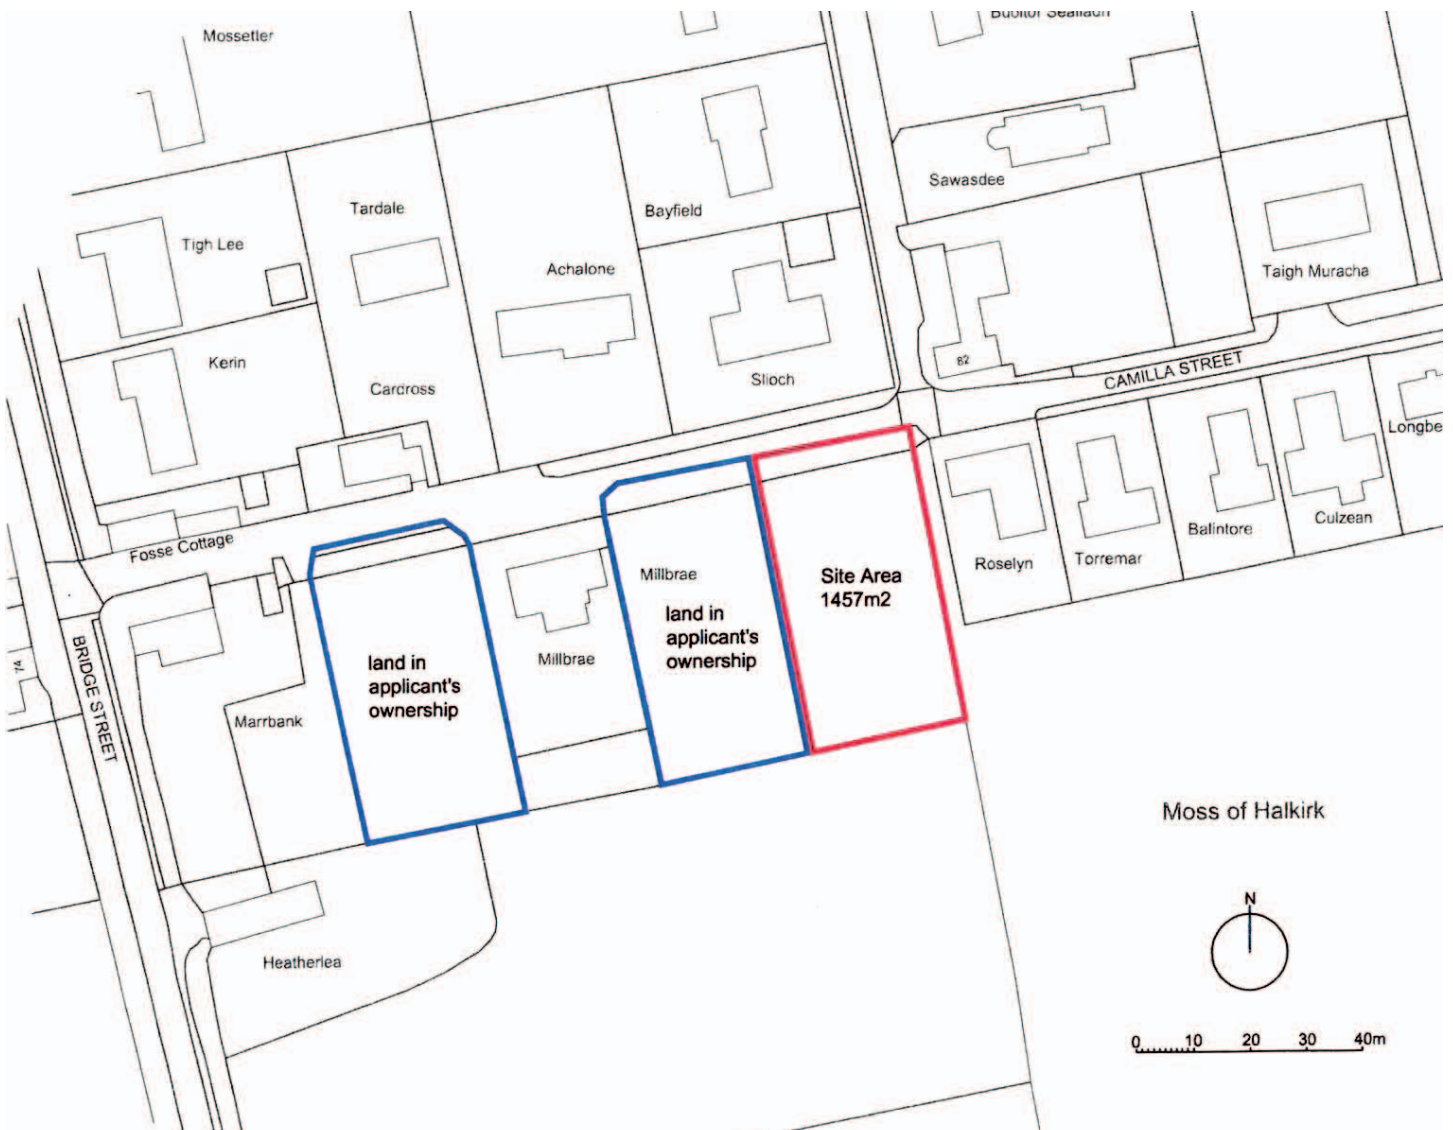 Mossetler
Tardale
Tigh Lee
Bayfield
Sawasdee
Achalone
Taigh Muracha
Kerin
Cardross
Slioch
82
CAMILLA STREET
Longbe
Fosse Cottage
Culzean
Balintore
Torremar
Roselyn
Millbrae
Site Area
1457m2
land in
applicant's
ownership
Millbrae
land in
applicant's
ownership
74
BRIDGE STREET
Marrbank
Heatherlea
Moss of Halkirk
N
0 10 20 30 40m